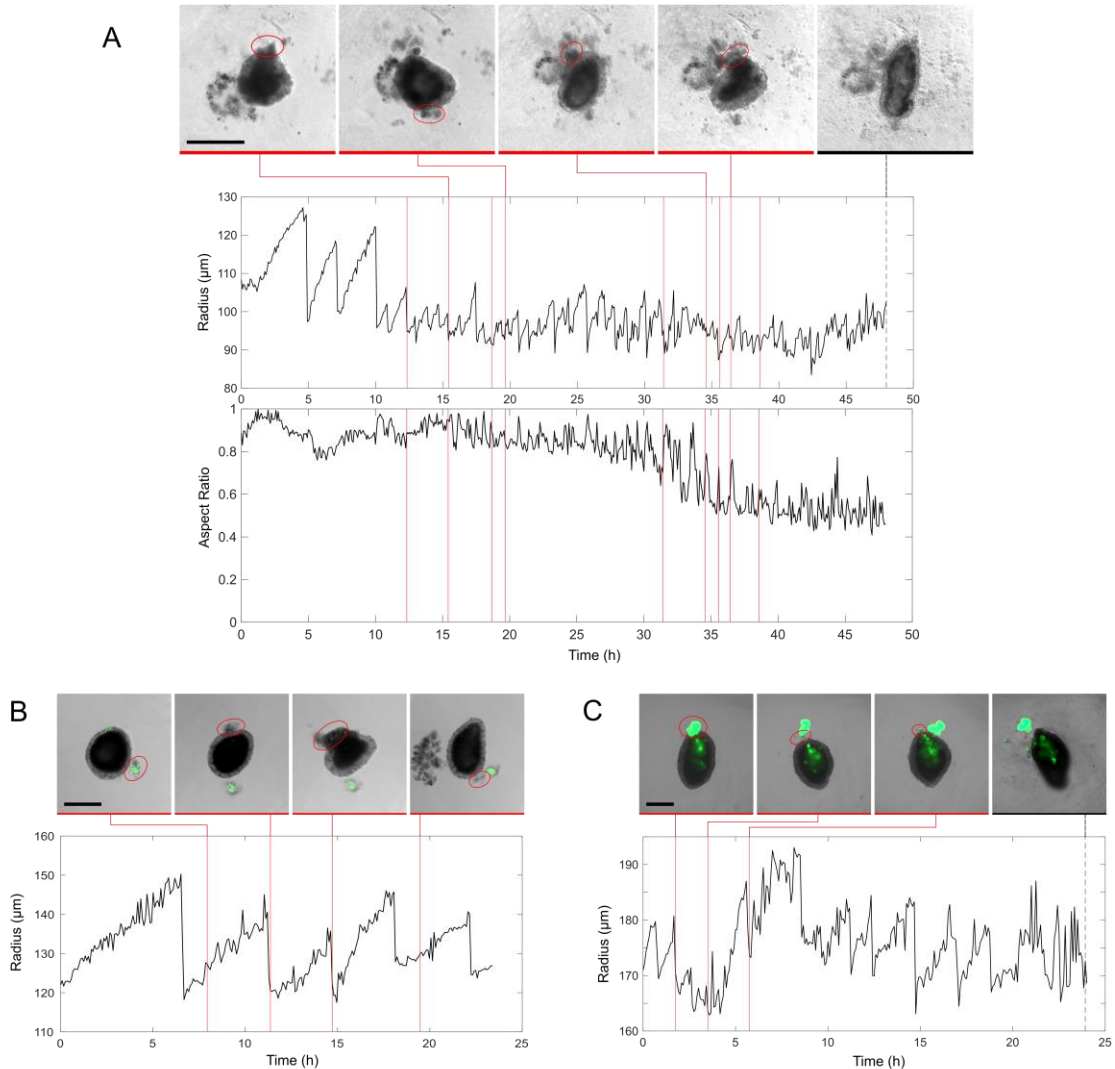 A
130
120
110
100
90
80
Radius (μm)
0 5 10 15 20 25 30 35 40 45 50
1
0.8
0.6
0.4
0.2
0
Aspect Ratio
0 5 10 15 20 25 30 35 40 45 50
Time (h)
B
160
150
140
130
120
110
Radius (μm)
0 5 10 15 20 25
Time (h)
C
190
180
170
160
Radius (μm)
0 5 10 15 20 25
Time (h)